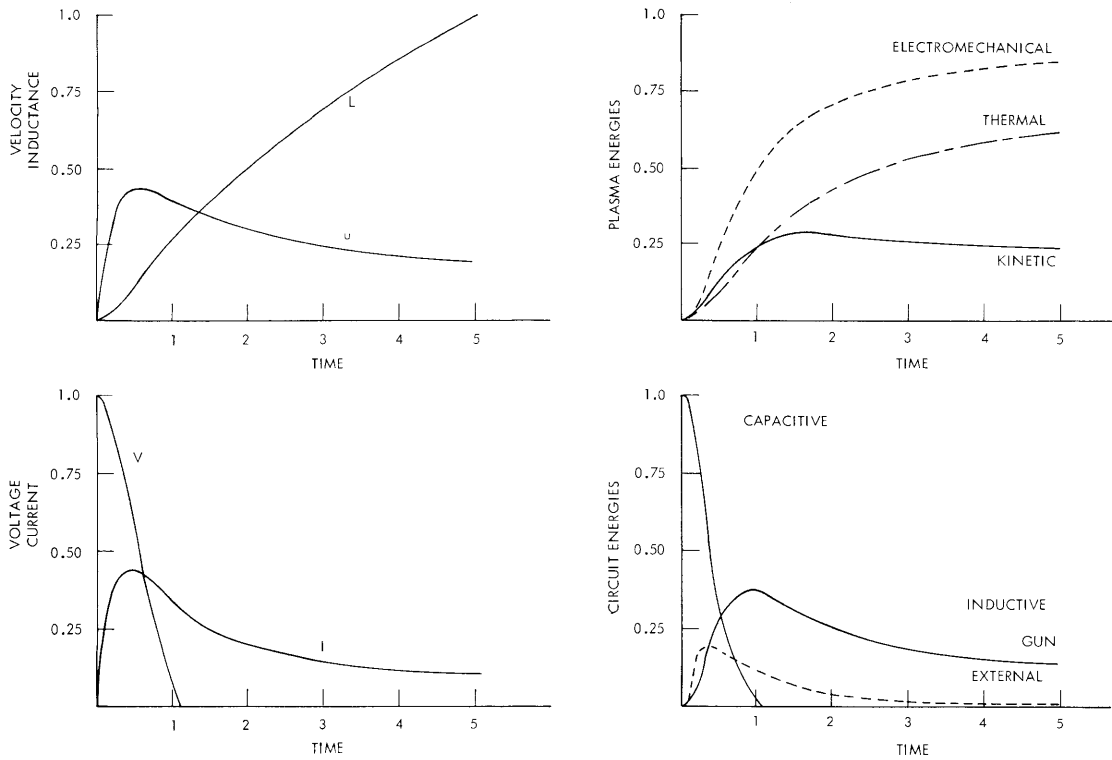 VELOCITY
INDUCTANCE
1.0
0.75
0.50
0.25
L
u
1 2 3 4 5
TIME
PLASMA ENERGIES
1.0
0.75
0.50
0.25
ELECTROMECHANICAL
THERMAL
KINETIC
1 2 3 4 5
TIME
VOLTAGE
CURRENT
1.0
0.75
0.50
0.25
V
I
1 2 3 4 5
TIME
CIRCUIT ENERGIES
1.0
0.75
0.50
0.25
CAPACITIVE
INDUCTIVE
GUN
EXTERNAL
1 2 3 4 5
TIME